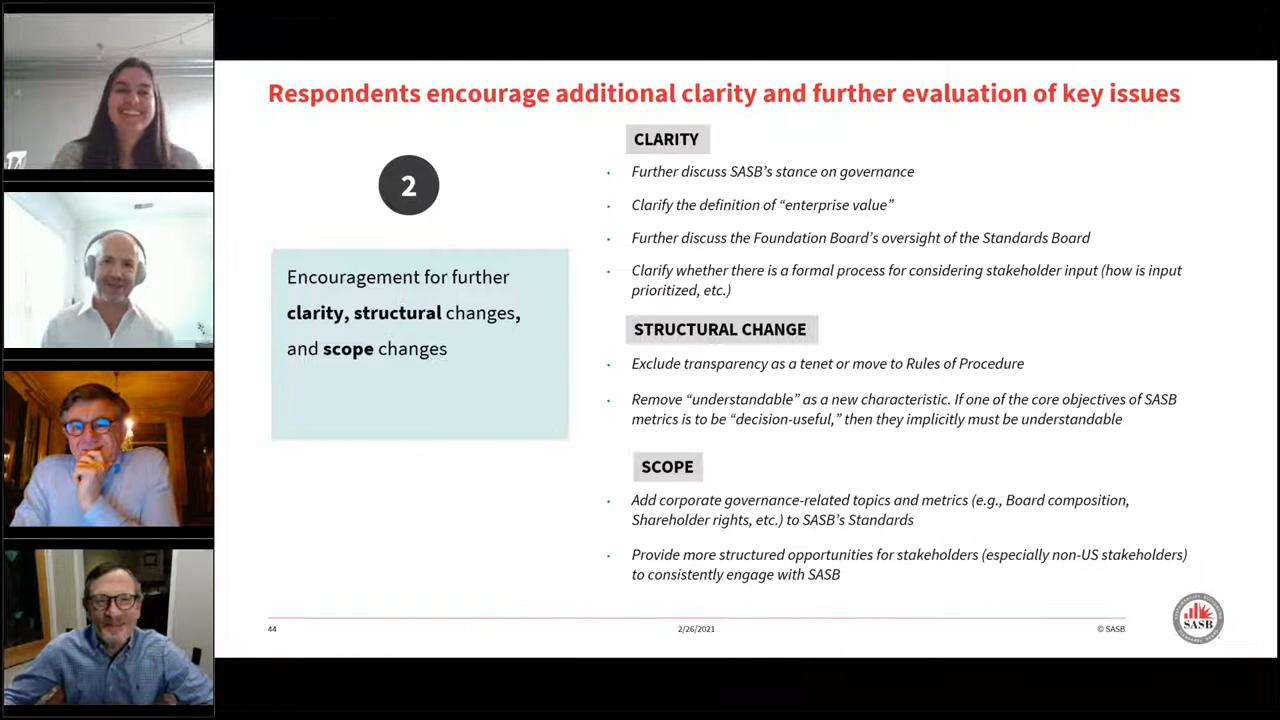 Respondents encourage additional clarity and further evaluation of key issues
2
Encouragement for further
clarity, structural changes,
and scope changes
CLARITY
Further discuss SASB's stance on governance
Clarify the definition of “enterprise value”
Further discuss the Foundation Board's oversight of the Standards Board
Clarify whether there is a formal process for considering stakeholder input (how is input
prioritized, etc.)
STRUCTURAL CHANGE
Exclude transparency as a tenet or move to Rules of Procedure
Remove “understandable” as a new characteristic. If one of the core objectives of SASB
metrics is to be “decision-useful,” then they implicitly must be understandable
SCOPE
Add corporate governance-related topics and metrics (e.g., Board composition,
Shareholder rights, etc.) to SASB's Standards
Provide more structured opportunities for stakeholders (especially non-US stakeholders)
to consistently engage with SASB
44
2/26/2021
© SASB
SASB